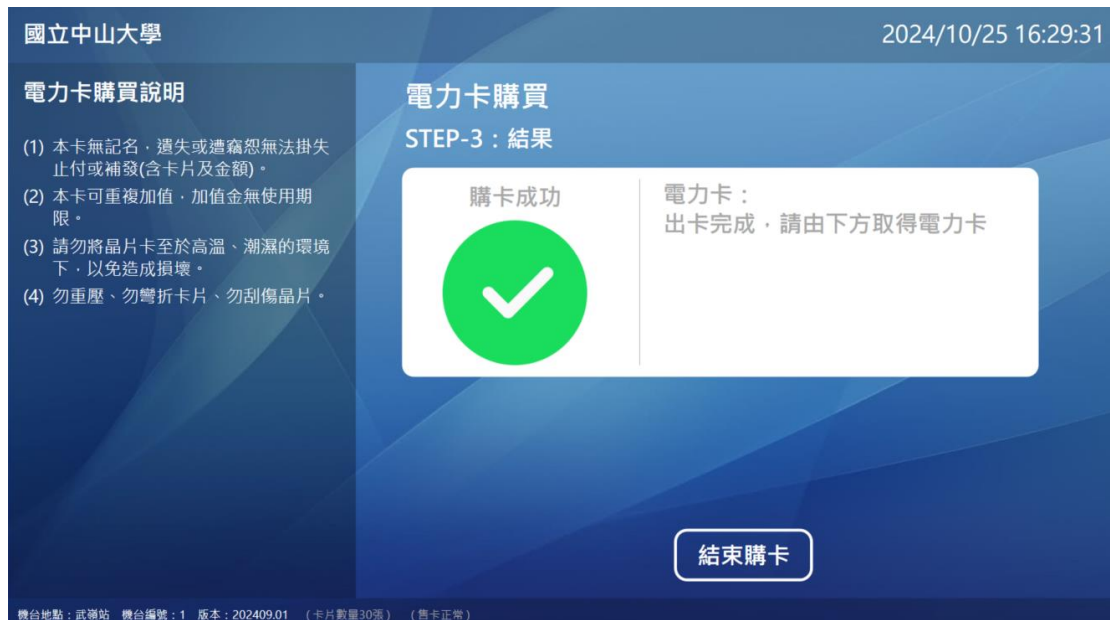 國立中山大學
2024/10/25 16:29:31
電力卡購買說明
(1) 本卡無記名，遺失或遭竊恕無法掛失
止付或補發(含卡片及金額)。
(2) 本卡可重複加值，加值金無使用期
限。
(3) 請勿將晶片卡至於高溫、潮濕的環境
下，以免造成損壞。
(4) 勿重壓、勿彎折卡片、勿刮傷晶片。
電力卡購買
STEP-3：結果
購卡成功
電力卡：
出卡完成，請由下方取得電力卡
結束購卡
機台地點：武嶺站 機台編號：1 版本：202409.01 （卡片數量30張） （售卡正常）